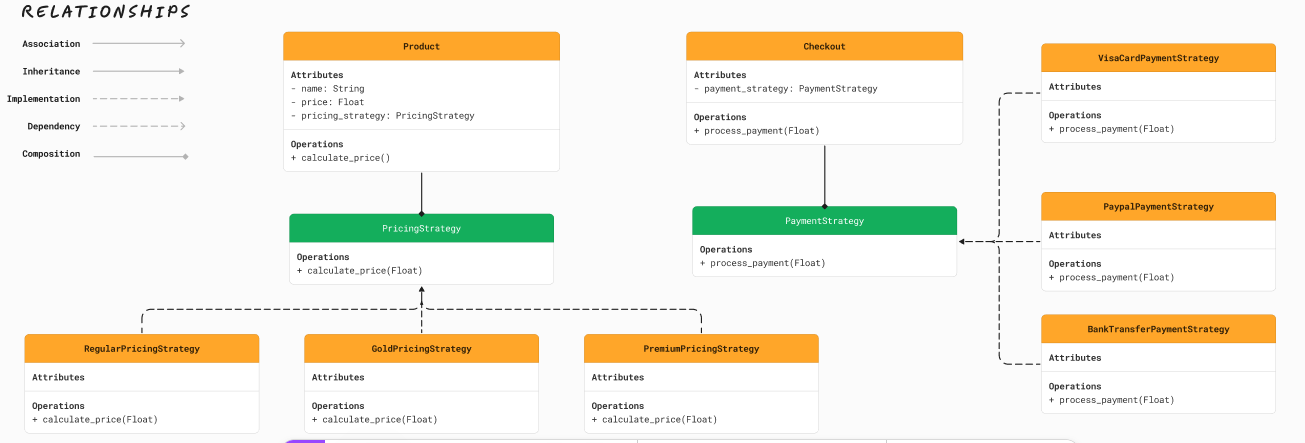 RELATIONSHIPS
Association
Inheritance
Implementation
Dependency
Composition
Product
Attributes
- name: String
- price: Float
- pricing_strategy: PricingStrategy
Operations
+ calculate_price()
PricingStrategy
Operations
+ calculate_price(Float)
RegularPricingStrategy
Attributes
Operations
+ calculate_price(Float)
GoldPricingStrategy
Attributes
Operations
+ calculate_price(Float)
PremiumPricingStrategy
Attributes
Operations
+ calculate_price(Float)
Checkout
Attributes
- payment_strategy: PaymentStrategy
Operations
+ process_payment(Float)
PaymentStrategy
Operations
+ process_payment(Float)
VisaCardPaymentStrategy
Attributes
Operations
+ process_payment(Float)
PaypalPaymentStrategy
Attributes
Operations
+ process_payment(Float)
BankTransferPaymentStrategy
Attributes
Operations
+ process_payment(Float)